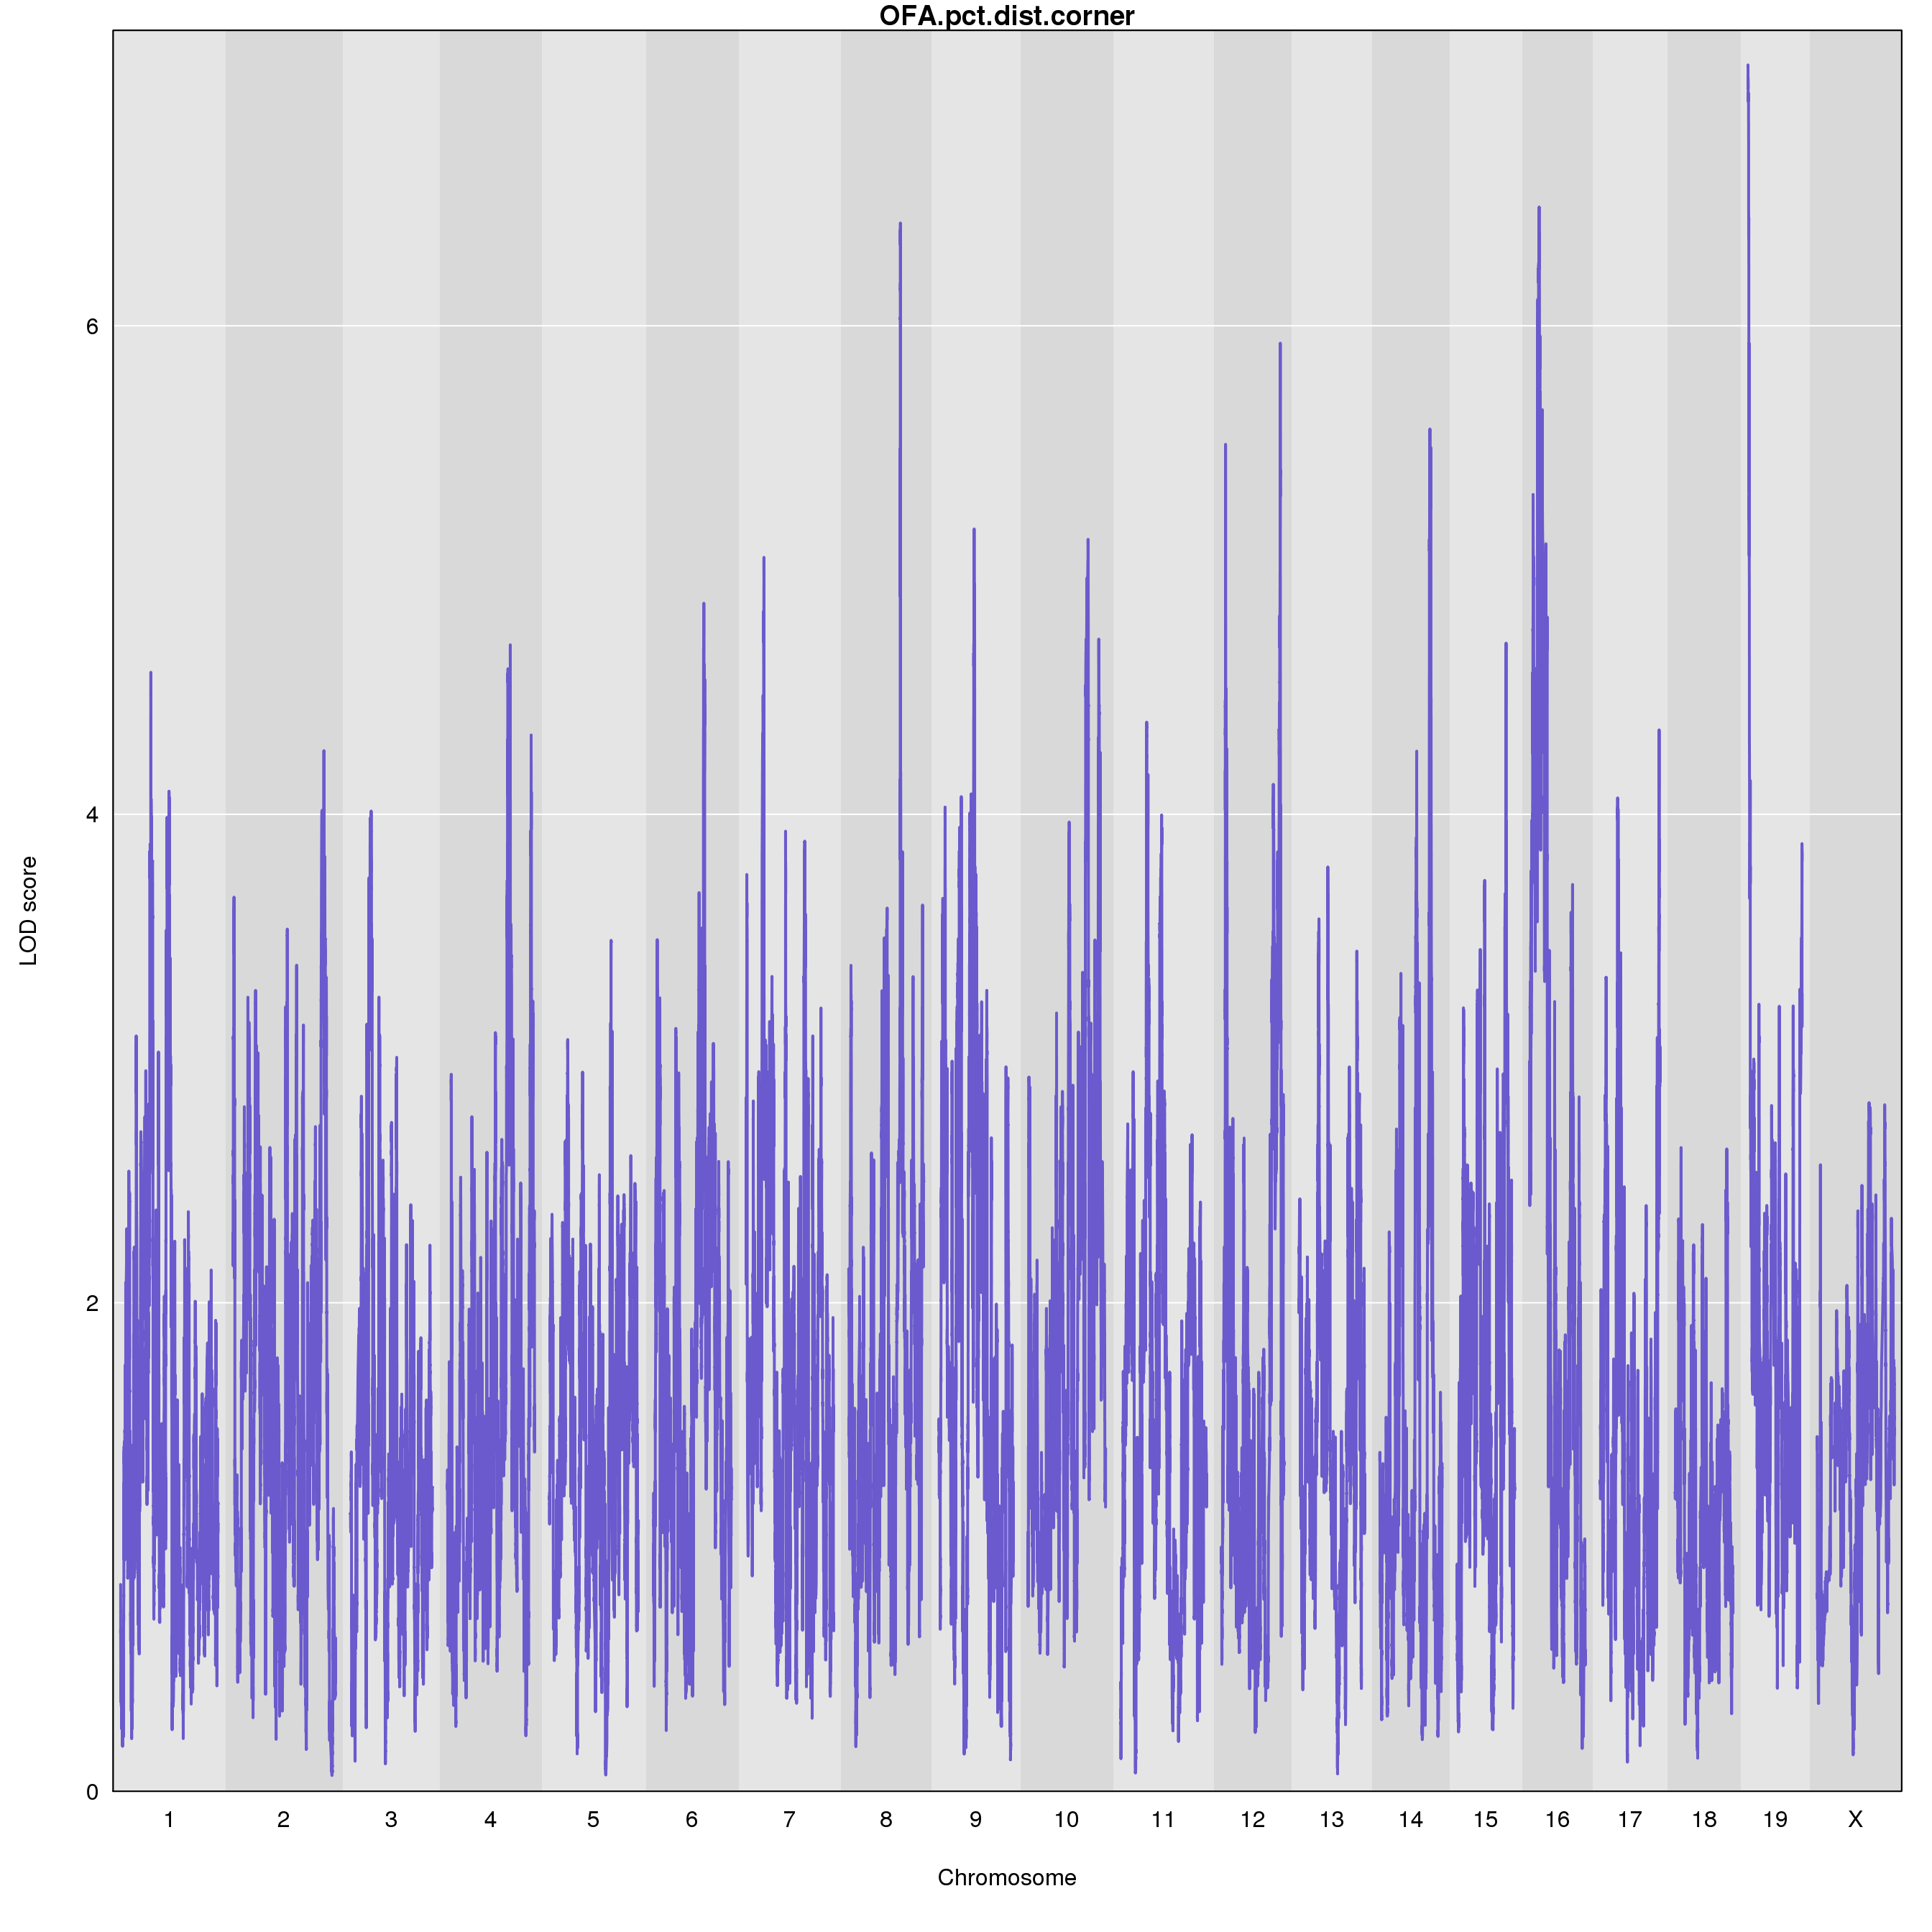 OFA.pct.dist.corner
LOD score
6
4
2
0
1 2 3 4 5 6 7 8 9 10 11 12 13 14 15 16 17 18 19 X
Chromosome